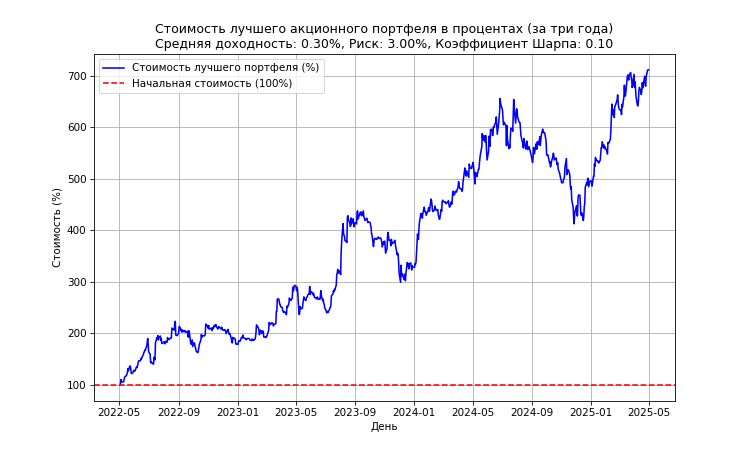 Стоимость лучшего акционного портфеля в процентах (за три года)
Средняя доходность: 0.30%, Риск: 3.00%, Коэффициент Шарпа: 0.10
Стоимость лучшего портфеля (%)
Начальная стоимость (100%)
Стоимость (%)
700
600
500
400
300
200
100
2022-05 2022-09 2023-01 2023-05 2023-09 2024-01 2024-05 2024-09 2025-01 2025-05
День